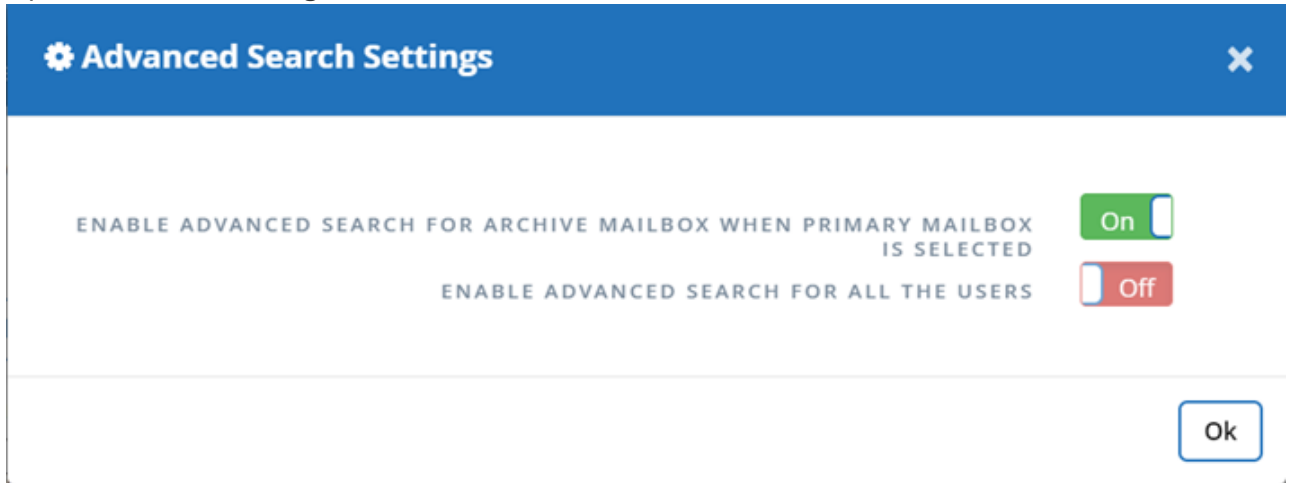 Advanced Search Settings
ENABLE ADVANCED SEARCH FOR ARCHIVE MAILBOX WHEN PRIMARY MAILBOX
IS SELECTED
On
ENABLE ADVANCED SEARCH FOR ALL THE USERS
Off
Ok